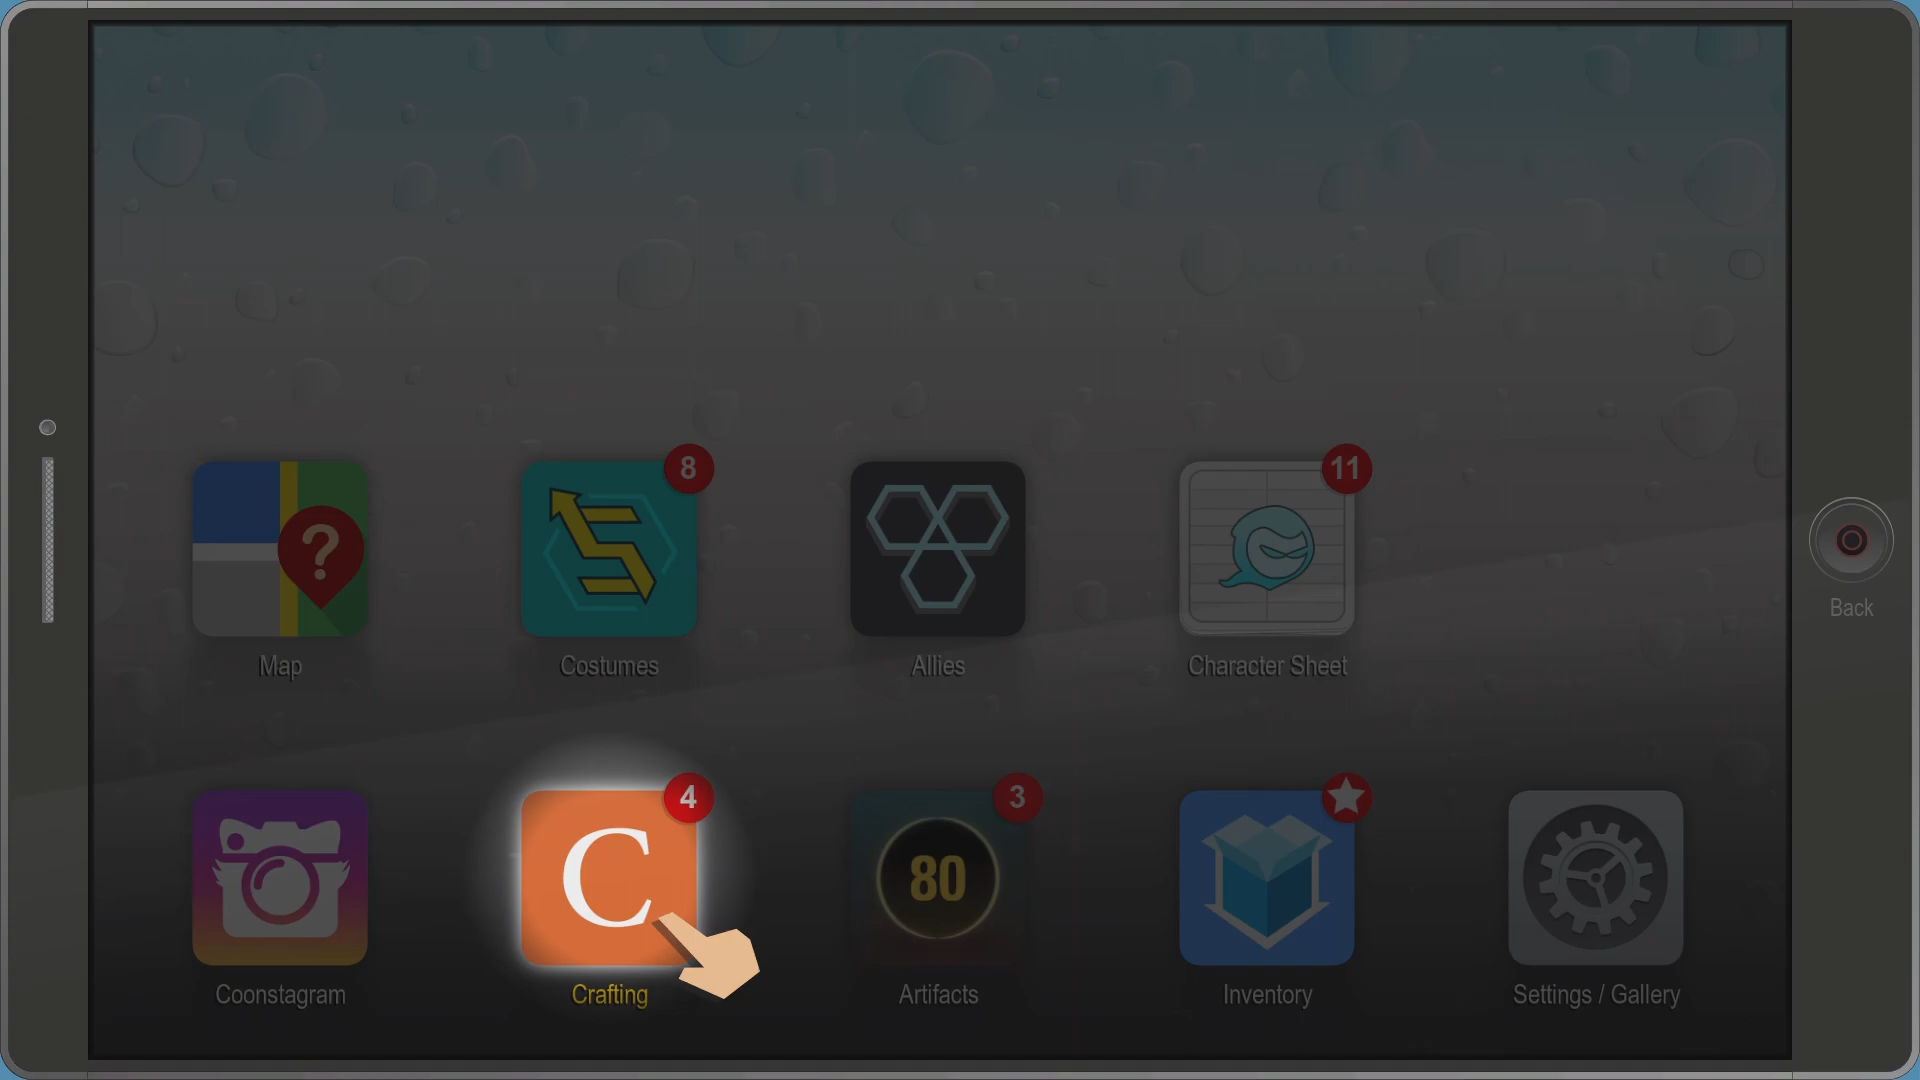 8
11
?
Map
Costumes
Allies
Character Sheet
Back
4
3
C
80
Coonstagram
Crafting
Artifacts
Inventory
Settings / Gallery